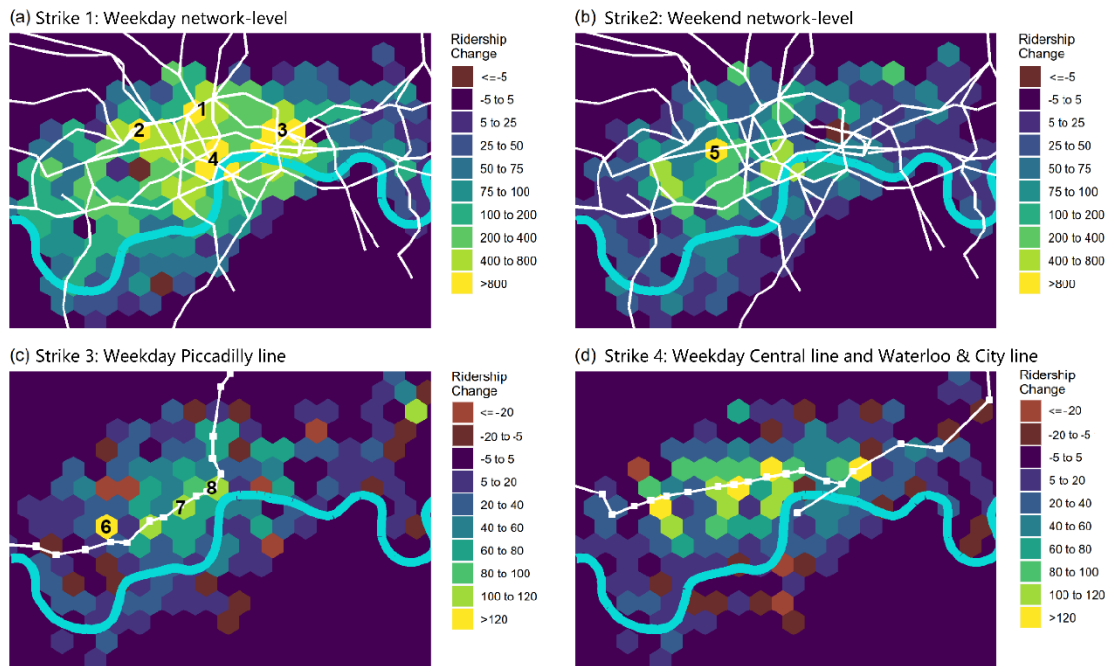 (a) Strike 1: Weekday network-level
Ridership
Change
<=-5
-5 to 5
5 to 25
25 to 50
50 to 75
75 to 100
100 to 200
200 to 400
400 to 800
>800
1
2
3
4
(b) Strike2: Weekend network-level
Ridership
Change
<=-5
-5 to 5
5 to 25
25 to 50
50 to 75
75 to 100
100 to 200
200 to 400
400 to 800
>800
5
(c) Strike 3: Weekday Piccadilly line
Ridership
Change
<= -20
-20 to -5
-5 to 5
5 to 20
20 to 40
40 to 60
60 to 80
80 to 100
100 to 120
>120
8
7
6
(d) Strike 4: Weekday Central line and Waterloo & City line
Ridership
Change
<= -20
-20 to -5
-5 to 5
5 to 20
20 to 40
40 to 60
60 to 80
80 to 100
100 to 120
>120